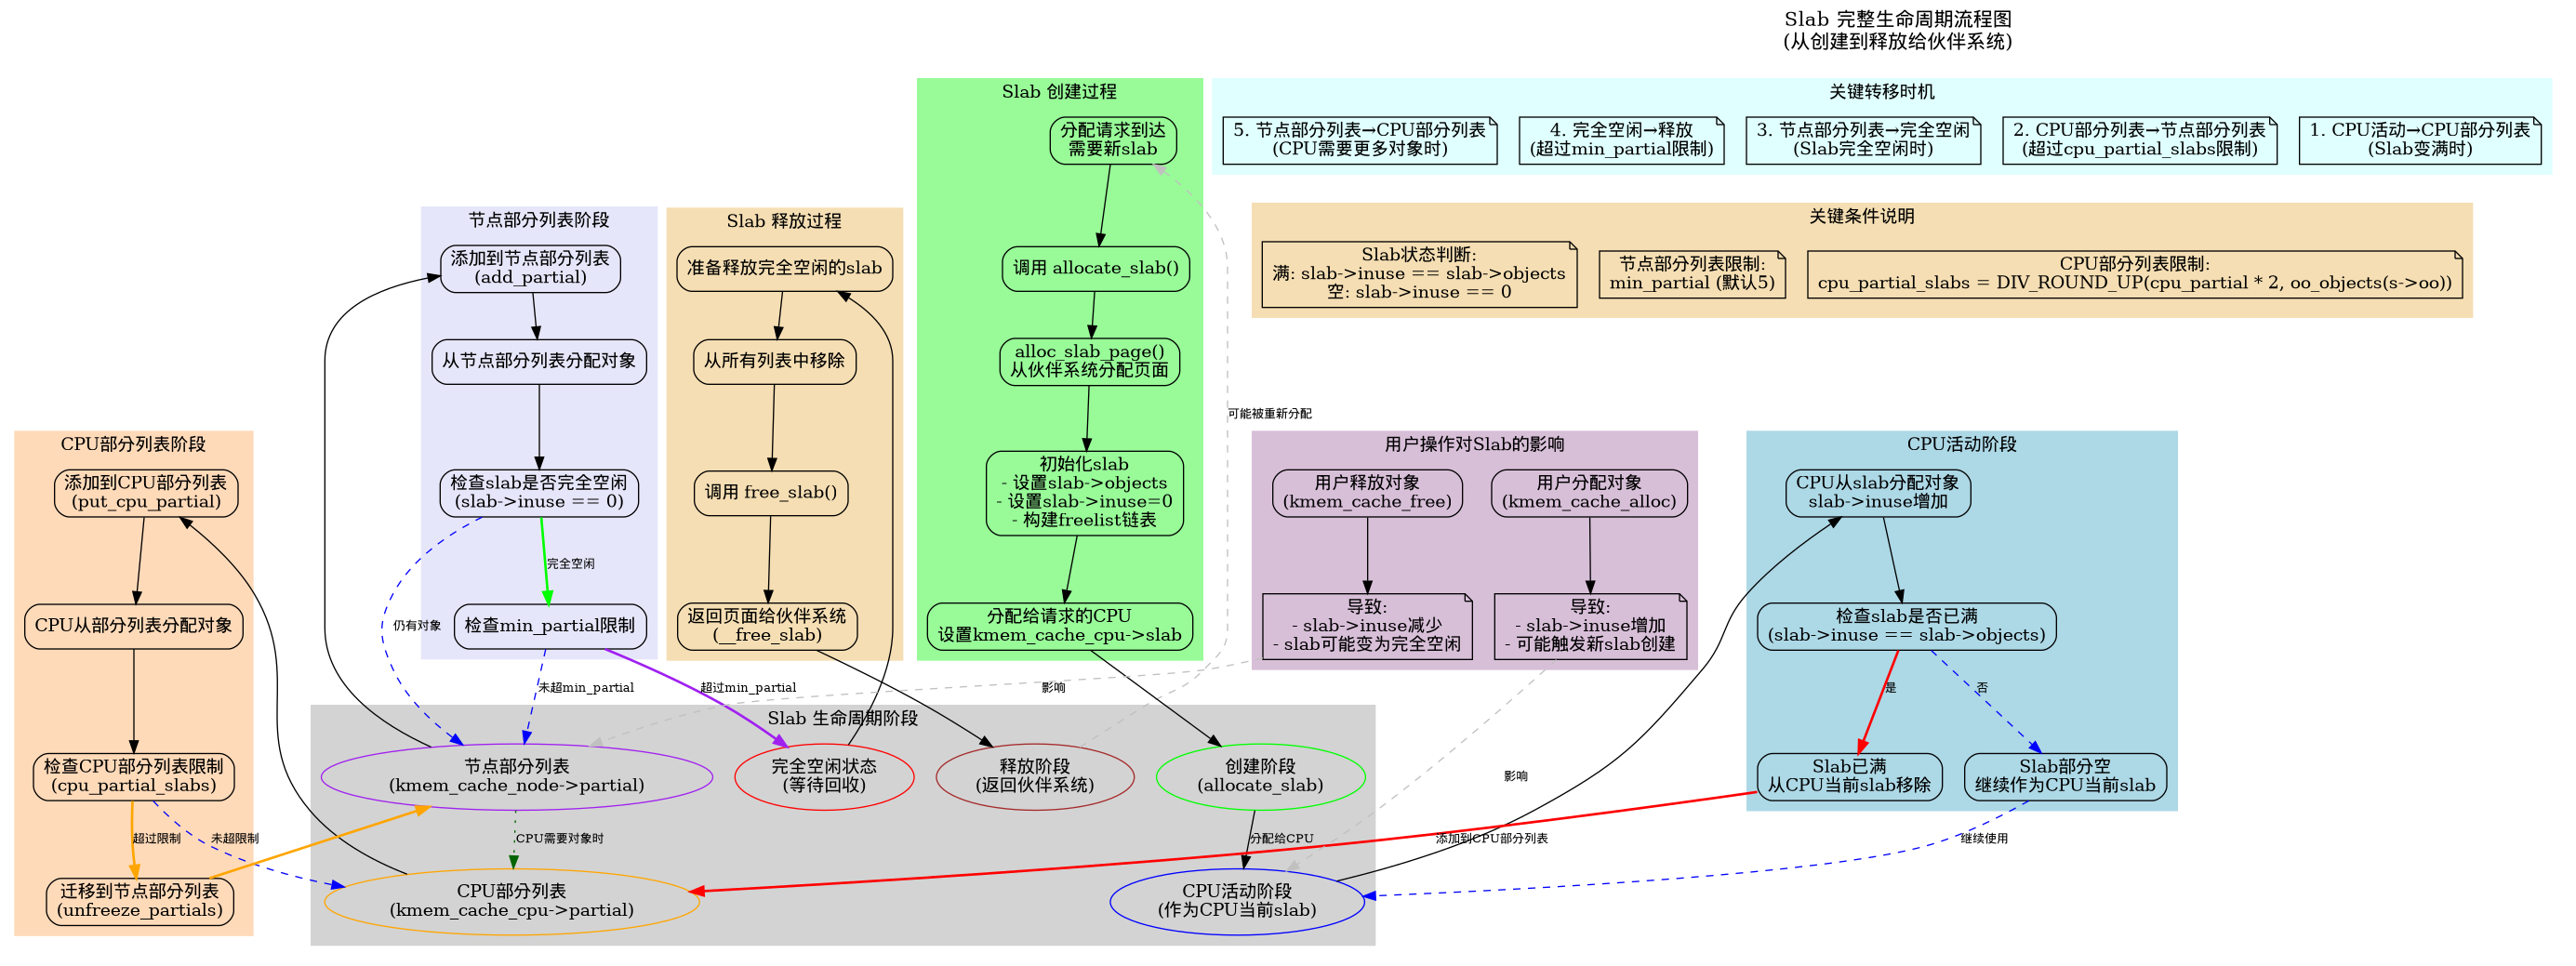 Slab 完整生命周期流程图
(从创建到释放给伙伴系统)
关键转移时机
5. 节点部分列表→CPU部分列表
(CPU需要更多对象时)
4. 完全空闲→释放
(超过min_partial限制)
3. 节点部分列表→完全空闲
(Slab完全空闲时)
2. CPU部分列表→节点部分列表
(超过cpu_partial_slabs限制)
1. CPU活动→CPU部分列表
(Slab变满时)
关键条件说明
Slab状态判断:
满: slab->inuse == slab->objects
空: slab->inuse == 0
节点部分列表限制:
min_partial (默认5)
CPU部分列表限制:
cpu_partial_slabs = DIV_ROUND_UP(cpu_partial * 2, oo_objects(s->oo))
Slab 创建过程
分配请求到达
需要新slab
调用 allocate_slab()
alloc_slab_page()
从伙伴系统分配页面
初始化slab
- 设置slab->objects
- 设置slab->inuse=0
- 构建freelist链表
分配给请求的CPU
设置kmem_cache_cpu->slab
可能被重新分配
节点部分列表阶段
添加到节点部分列表
(add_partial)
从节点部分列表分配对象
检查slab是否完全空闲
(slab->inuse == 0)
完全空闲
仍有对象
检查min_partial限制
未超min_partial
超过min_partial
Slab 释放过程
准备释放完全空闲的slab
从所有列表中移除
调用 free_slab()
返回页面给伙伴系统
(__free_slab)
CPU部分列表阶段
添加到CPU部分列表
(put_cpu_partial)
CPU从部分列表分配对象
检查CPU部分列表限制
(cpu_partial_slabs)
超过限制
未超限制
迁移到节点部分列表
(unfreeze_partials)
用户操作对Slab的影响
用户释放对象
(kmem_cache_free)
用户分配对象
(kmem_cache_alloc)
导致:
- slab->inuse减少
- slab可能变为完全空闲
导致:
- slab->inuse增加
- 可能触发新slab创建
影响
影响
CPU活动阶段
CPU从slab分配对象
slab->inuse增加
检查slab是否已满
(slab->inuse == slab->objects)
是
否
Slab已满
从CPU当前slab移除
Slab部分空
继续作为CPU当前slab
添加到CPU部分列表
继续使用
Slab 生命周期阶段
节点部分列表
(kmem_cache_node->partial)
完全空闲状态
(等待回收)
释放阶段
(返回伙伴系统)
创建阶段
(allocate_slab)
CPU需要对象时
分配给CPU
CPU部分列表
(kmem_cache_cpu->partial)
CPU活动阶段
(作为CPU当前slab)